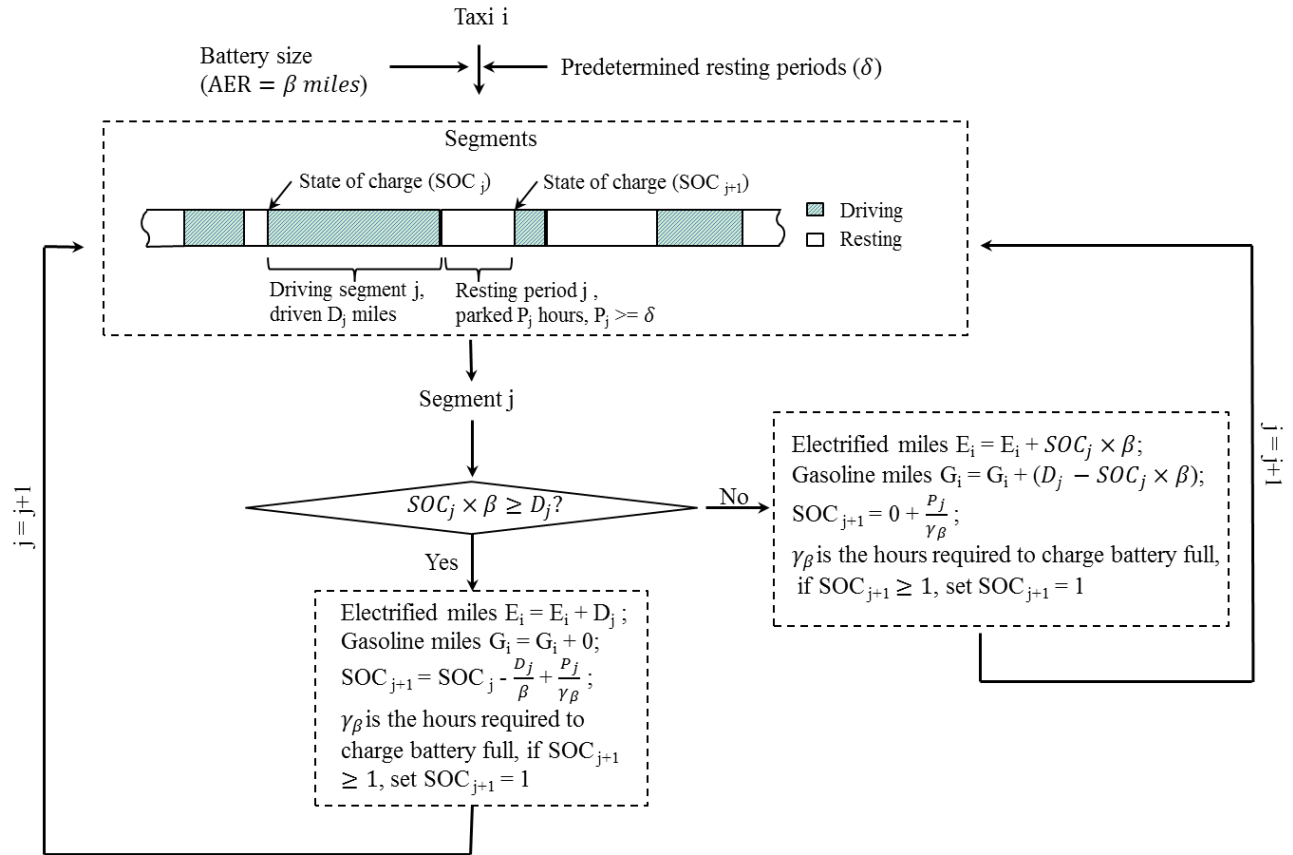 Taxi i
Battery size
(AER = β miles)
Predetermined resting periods (δ)
Segments
State of charge (SOC j)
State of charge (SOC j+1)
Driving
Resting
Driving segment j,
driven Dj miles
Resting period j ,
parked Pj hours, Pj >= δ
Segment j
SOCj × β ≥ Dj?
No
Yes
Electrified miles Ei = Ei + SOCj × β;
Gasoline miles Gi = Gi + (Dj − SOCj × β);
SOC j+1 = 0 + Pj/γβ ;
γβ is the hours required to charge battery full,
if SOC j+1 ≥ 1, set SOC j+1 = 1
j = j+1
Electrified miles Ei = Ei + Dj ;
Gasoline miles Gi = Gi + 0;
SOC j+1 = SOC j - Dj/β + Pj/γβ ;
γβ is the hours required to
charge battery full, if SOC j+1
≥ 1, set SOC j+1 = 1
j = j+1